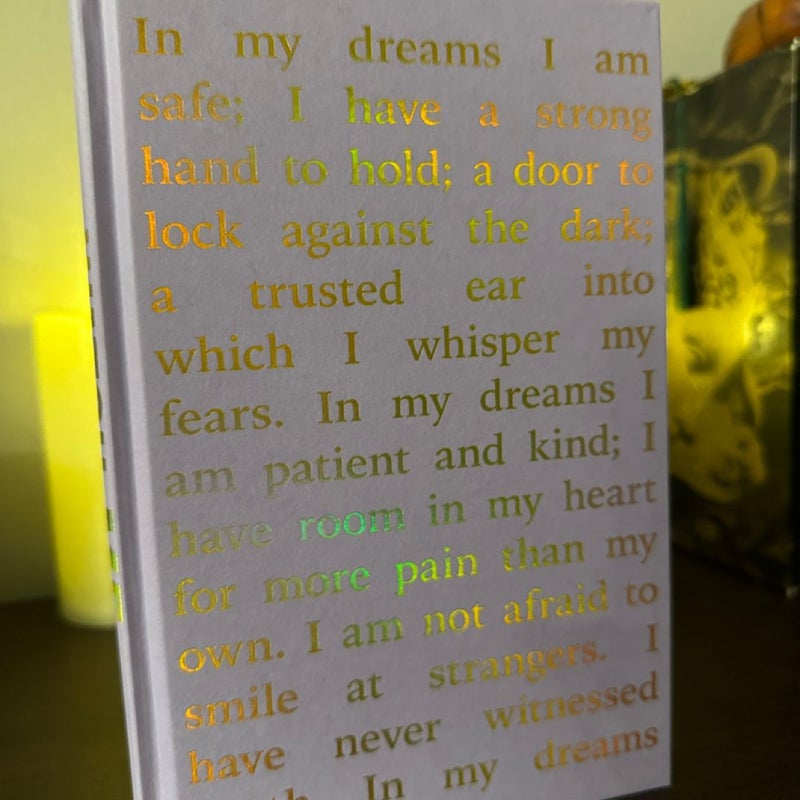 In my dreams I am
safe; I have a strong
hand to hold; a door to
lock against the dark;
a trusted ear into
which I whisper my
fears. In my dreams I
am patient and kind; I
have room in my heart
for more pain than my
own. I am not afraid to
smile at strangers. I
have never witnessed
In my dreams